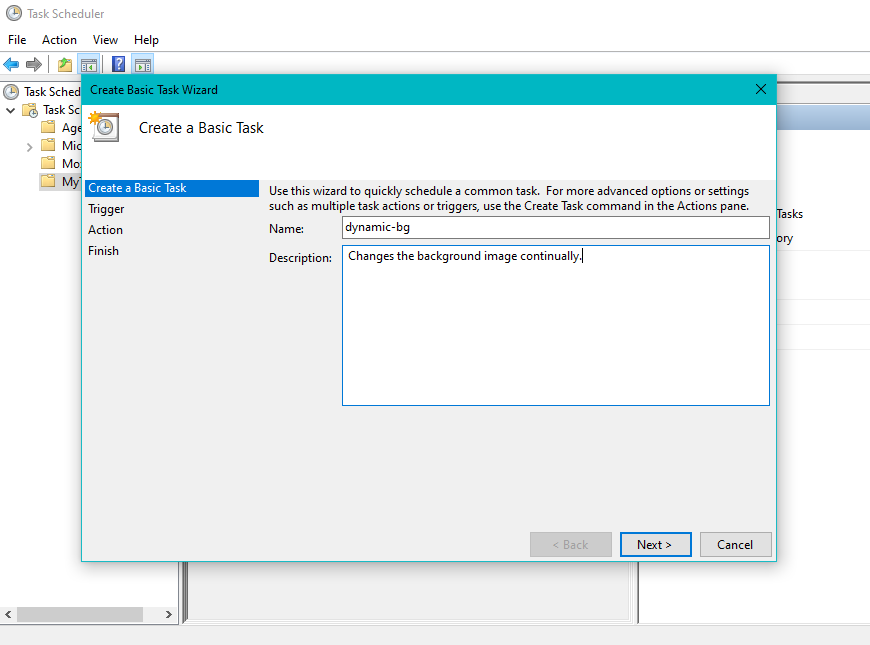 Task Scheduler
File Action View Help
Task Sched
Task Sc
Age
Mic
Mo
My
Create Basic Task Wizard
Create a Basic Task
Create a Basic Task
Trigger
Action
Finish
Use this wizard to quickly schedule a common task. For more advanced options or settings
such as multiple task actions or triggers, use the Create Task command in the Actions pane.
Name: dynamic-bg
Description: Changes the background image continually.
< Back Next > Cancel
Tasks
ory